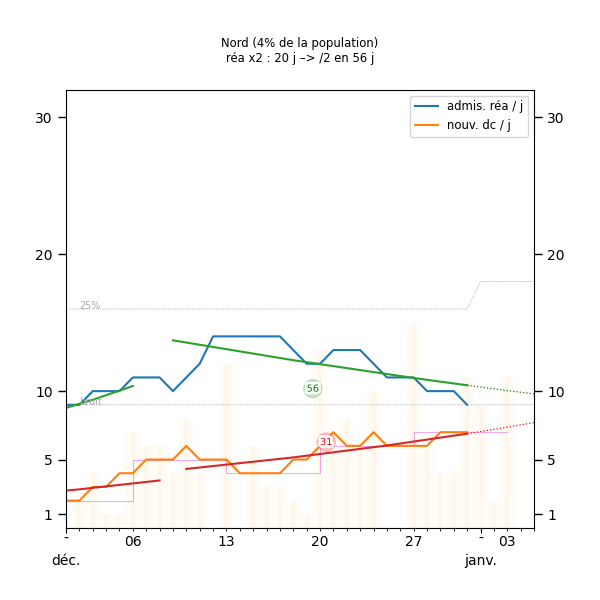 Nord (4% de la population)
réa x2 : 20 j –> /2 en 56 j
admis. réa / j
nouv. dc / j
30
30
20
20
25%
10
10
56
31
5
5
1
1
- 06 13 20 27 - 03
déc. janv.